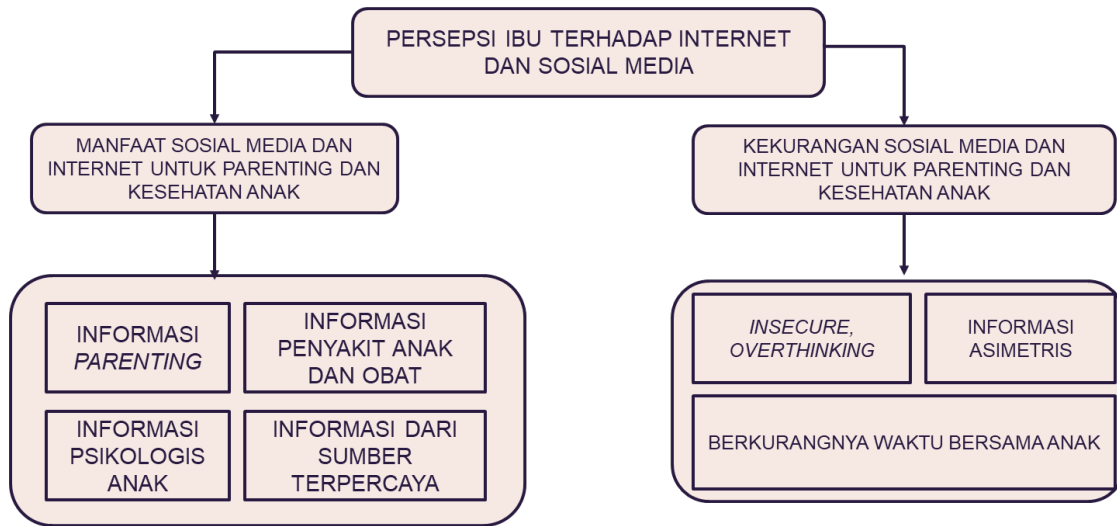 PERSEPSI IBU TERHADAP INTERNET
DAN SOSIAL MEDIA
MANFAAT SOSIAL MEDIA DAN
INTERNET UNTUK PARENTING DAN
KESEHATAN ANAK
KEKURANGAN SOSIAL MEDIA DAN
INTERNET UNTUK PARENTING DAN
KESEHATAN ANAK
INFORMASI
PARENTING
INFORMASI
PENYAKIT ANAK
DAN OBAT
INFORMASI
PSIKOLOGIS
ANAK
INFORMASI DARI
SUMBER
TERPERCAYA
INSECURE,
OVERTHINKING
INFORMASI
ASIMETRIS
BERKURANGNYA WAKTU BERSAMA ANAK